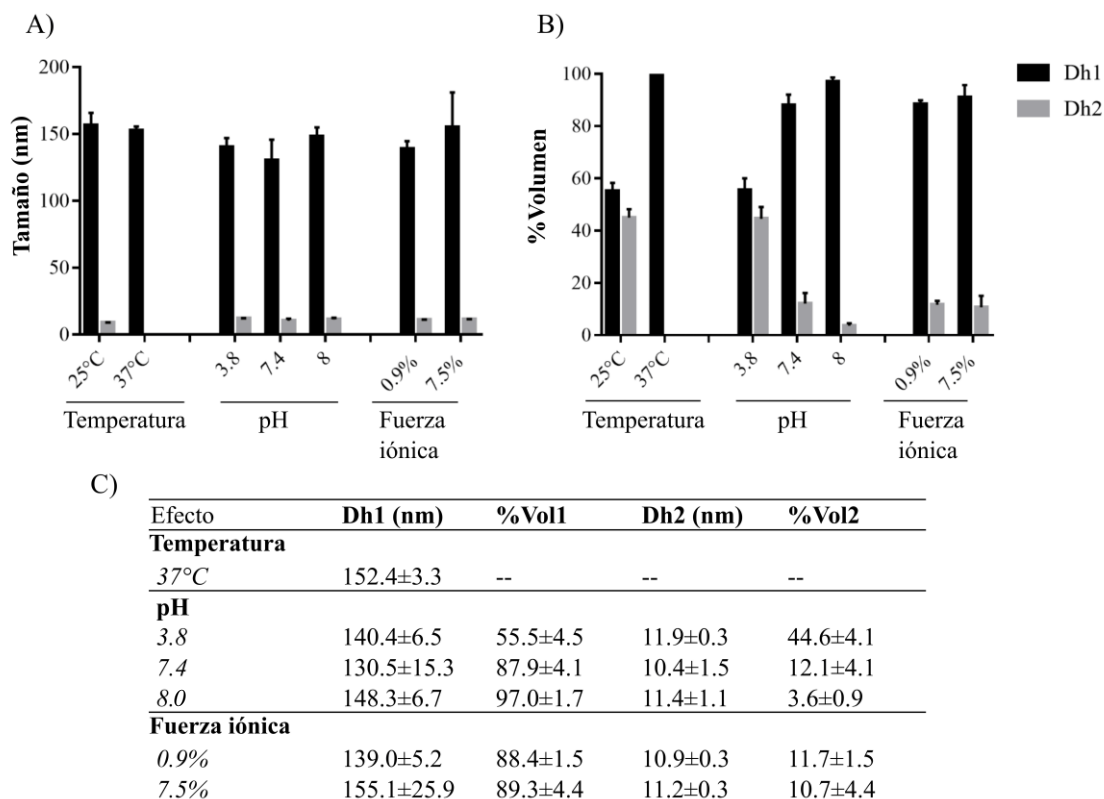 A)
B)
Tamaño (nm)
200
150
100
50
0
25°C
37°C
3.8
7.4
8
0.9%
7.5%
Temperatura
pH
Fuerza
iónica
%Volumen
100
80
60
40
20
0
25°C
37°C
3.8
7.4
8
0.9%
7.5%
Temperatura
pH
Fuerza
iónica
Dh1
Dh2
C)
Efecto Dh1 (nm) %Vol1 Dh2 (nm) %Vol2
Temperatura
37°C 152.4±3.3 -- -- --
pH
3.8 140.4±6.5 55.5±4.5 11.9±0.3 44.6±4.1
7.4 130.5±15.3 87.9±4.1 10.4±1.5 12.1±4.1
8.0 148.3±6.7 97.0±1.7 11.4±1.1 3.6±0.9
Fuerza iónica
0.9% 139.0±5.2 88.4±1.5 10.9±0.3 11.7±1.5
7.5% 155.1±25.9 89.3±4.4 11.2±0.3 10.7±4.4